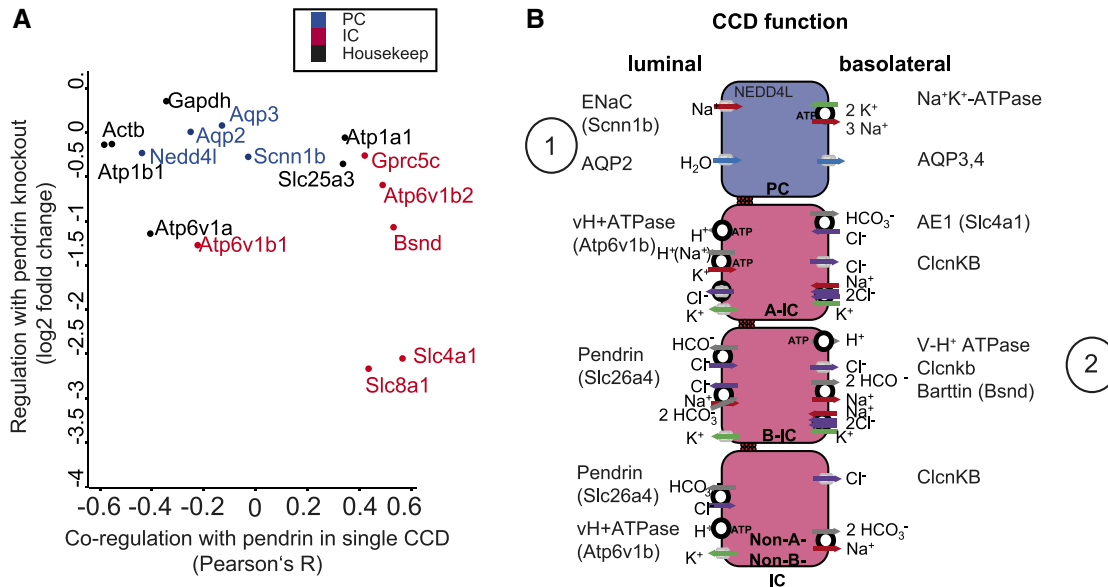 A
PC
IC
Housekeep
Regulation with pendrin knockout
(log2 fodld change)
0.
0
-0.5
-1
-1.5
-2
-2.5
-3
-3.5
-4
Gapdh
Actb
Aqp3
Aqp2
Atp1a1
Nedd4l
Scnn1b
Gprc5c
Atp1b1
Slc25a3
Atp6v1b2
Atp6v1a
Atp6v1b1
Bsnd
Slc4a1
Slc8a1
-0.6 -0.4 -0.2 0 0.2 0.4 0.6
Co-regulation with pendrin in single CCD
(Pearson's R)
B
CCD function
luminal
basolateral
1
ENaC
(Scnn1b)
AQP2
NEDD4L
Na+
H2O
ATP
2 K+
3 Na+
PC
Na+K+-ATPase
AQP3,4
vH+ATPase
(Atp6v1b)
H+
ATP
H+(Na+)
ATP
K+
Cl-
K+
A-IC
HCO3-
Cl-
Cl-
Na+
2Cl-
K+
AE1 (Slc4a1)
ClcnKB
Pendrin
(Slc26a4)
HCO-
Cl-
Cl-
Na+
2 HCO3-
K+
B-IC
ATP
H+
Cl-
2 HCO -
Na+
Na+
2Cl-
K+
V-H+ ATPase
Clcnkb
Barttin (Bsnd)
2
Pendrin
(Slc26a4)
vH+ATPase
(Atp6v1b)
HCO3-
Cl-
H+
ATP
K+
Non-A-
Non-B-
IC
Cl-
2 HCO3-
Na+
ClcnKB